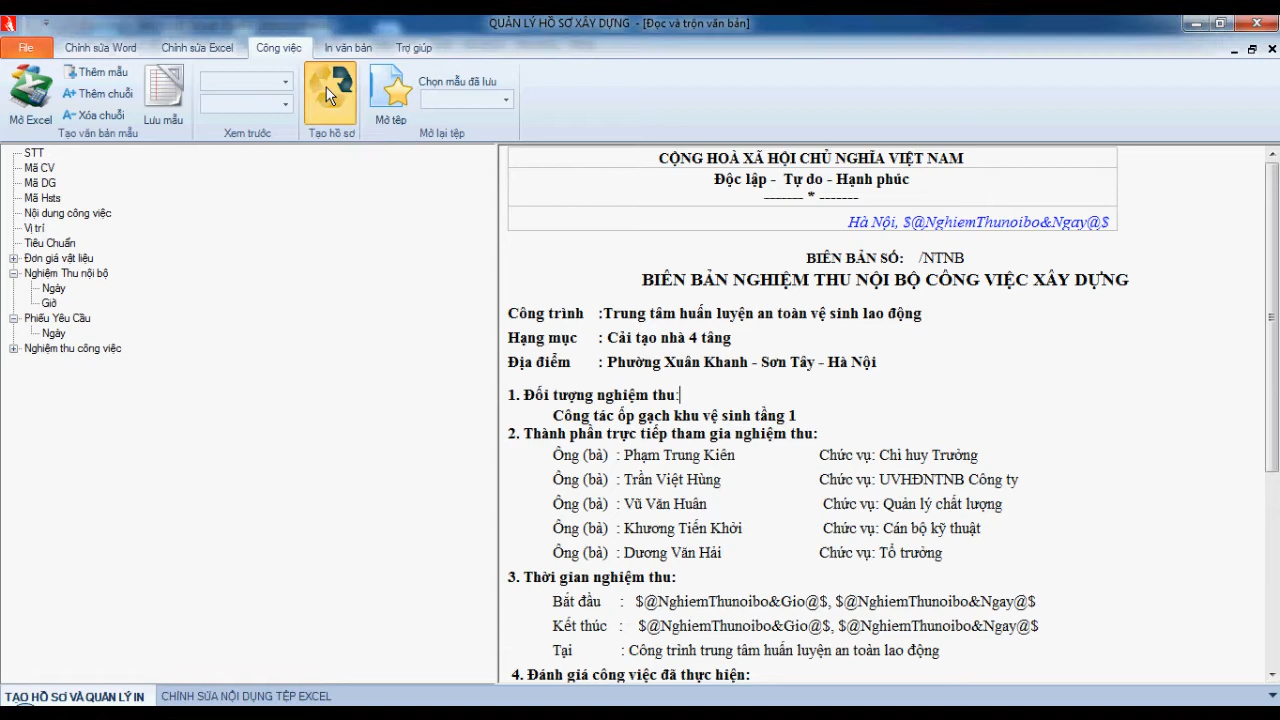 QUẢN LÝ HỒ SƠ XÂY DỰNG - [Đọc và trộn văn bản]
File Chỉnh sửa Word Chỉnh sửa Excel Công việc In văn bản Trợ giúp
Mở Excel Thêm mẫu Thêm chuỗi Xóa chuỗi Lưu mẫu Mở tệp Chọn mẫu đã lưu
Tạo văn bản mẫu Xem trước Tạo hồ sơ Mở lại tệp
STT
Mã CV
Mã DG
Mã Hsts
Nội dung công việc
Vị trí
Tiêu Chuẩn
Đơn giá vật liệu
Nghiệm Thu nội bộ
Ngày
Giờ
Phiếu Yêu Cầu
Ngày
Nghiệm thu công việc
CỘNG HOÀ XÃ HỘI CHỦ NGHĨA VIỆT NAM
Độc lập - Tự do - Hạnh phúc
------- * -------
Hà Nội, $@NghiemThunoibo&Ngay@$
BIÊN BẢN SỐ: /NTNB
BIÊN BẢN NGHIỆM THU NỘI BỘ CÔNG VIỆC XÂY DỰNG
Công trình :Trung tâm huấn luyện an toàn vệ sinh lao động
Hạng mục : Cải tạo nhà 4 tầng
Địa điểm : Phường Xuân Khanh - Sơn Tây - Hà Nội
1. Đối tượng nghiệm thu:
Công tác ốp gạch khu vệ sinh tầng 1
2. Thành phần trực tiếp tham gia nghiệm thu:
Ông (bà) : Phạm Trung Kiên Chức vụ: Chỉ huy Trưởng
Ông (bà) : Trần Việt Hùng Chức vụ: UVHĐNTNB Công ty
Ông (bà) : Vũ Văn Huân Chức vụ: Quản lý chất lượng
Ông (bà) : Khương Tiến Khởi Chức vụ: Cán bộ kỹ thuật
Ông (bà) : Dương Văn Hải Chức vụ: Tổ trưởng
3. Thời gian nghiệm thu:
Bắt đầu : $@NghiemThunoibo&Gio@$, $@NghiemThunoibo&Ngay@$
Kết thúc : $@NghiemThunoibo&Gio@$, $@NghiemThunoibo&Ngay@$
Tại : Công trình trung tâm huấn luyện an toàn lao động
4. Đánh giá công việc đã thực hiện:
TẠO HỒ SƠ VÀ QUẢN LÝ IN CHỈNH SỬA NỘI DỤNG TỆP EXCEL